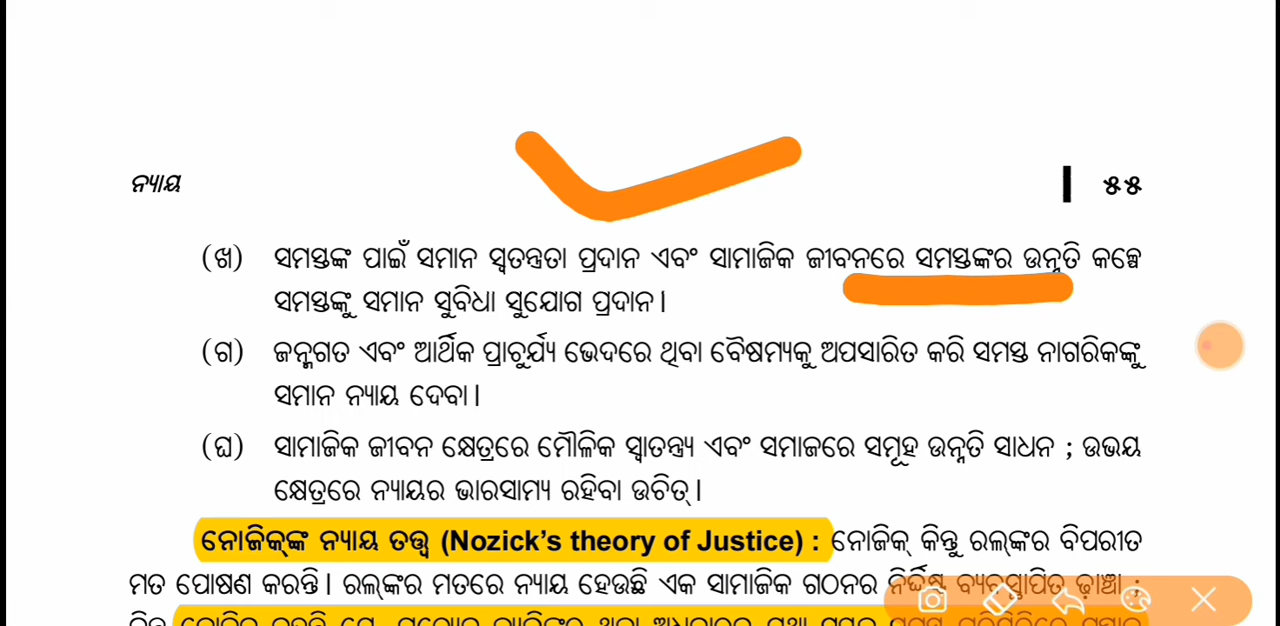 ନ୍ୟାୟ
୫୫
(ଖ) ସମସ୍ତଙ୍କ ପାଇଁ ସମାନ ସ୍ୱତନ୍ତ୍ରତା ପ୍ରଦାନ ଏବଂ ସାମାଜିକ ଜୀବନରେ ସମସ୍ତଙ୍କର ଉନ୍ନତି କଳ୍ପେ
ସମସ୍ତଙ୍କୁ ସମାନ ସୁବିଧା ସୁଯୋଗ ପ୍ରଦାନ।
(ଗ) ଜନ୍ମଗତ ଏବଂ ଆର୍ଥିକ ପ୍ରାଚୁର୍ଯ୍ୟ ଭେଦରେ ଥିବା ବୈଷମ୍ୟକୁ ଅପସାରିତ କରି ସମସ୍ତ ନାଗରିକଙ୍କୁ
ସମାନ ନ୍ୟାୟ ଦେବା।
(ଘ) ସାମାଜିକ ଜୀବନ କ୍ଷେତ୍ରରେ ମୌଳିକ ସ୍ୱାତନ୍ତ୍ର୍ୟ ଏବଂ ସମାଜରେ ସମୂହ ଉନ୍ନତି ସାଧନ ; ଉଭୟ
କ୍ଷେତ୍ରରେ ନ୍ୟାୟର ଭାରସାମ୍ୟ ରହିବା ଉଚିତ୍।
ନୋଜିକ୍‌ଙ୍କ ନ୍ୟାୟ ତତ୍ତ୍ୱ (Nozick's theory of Justice) : ନୋଜିକ୍ କିନ୍ତୁ ରଲ୍‌ଙ୍କର ବିପରୀତ
ମତ ପୋଷଣ କରନ୍ତି। ରଲ୍‌ଙ୍କର ମତରେ ନ୍ୟାୟ ହେଉଛି ଏକ ସାମାଜିକ ଗଠନର ନିର୍ଦ୍ଦିଷ୍ଟ ବ୍ୟବସ୍ଥାପିତ ଢ଼ାଞ୍ଚା ;